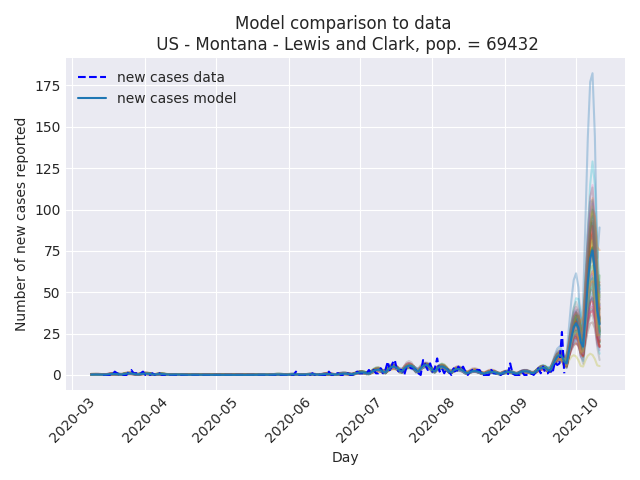 Model comparison to data
US - Montana - Lewis and Clark, pop. = 69432
new cases data
new cases model
Number of new cases reported
175
150
125
100
75
50
25
0
2020-03
2020-04
2020-05
2020-06
2020-07
2020-08
2020-09
2020-10
Day